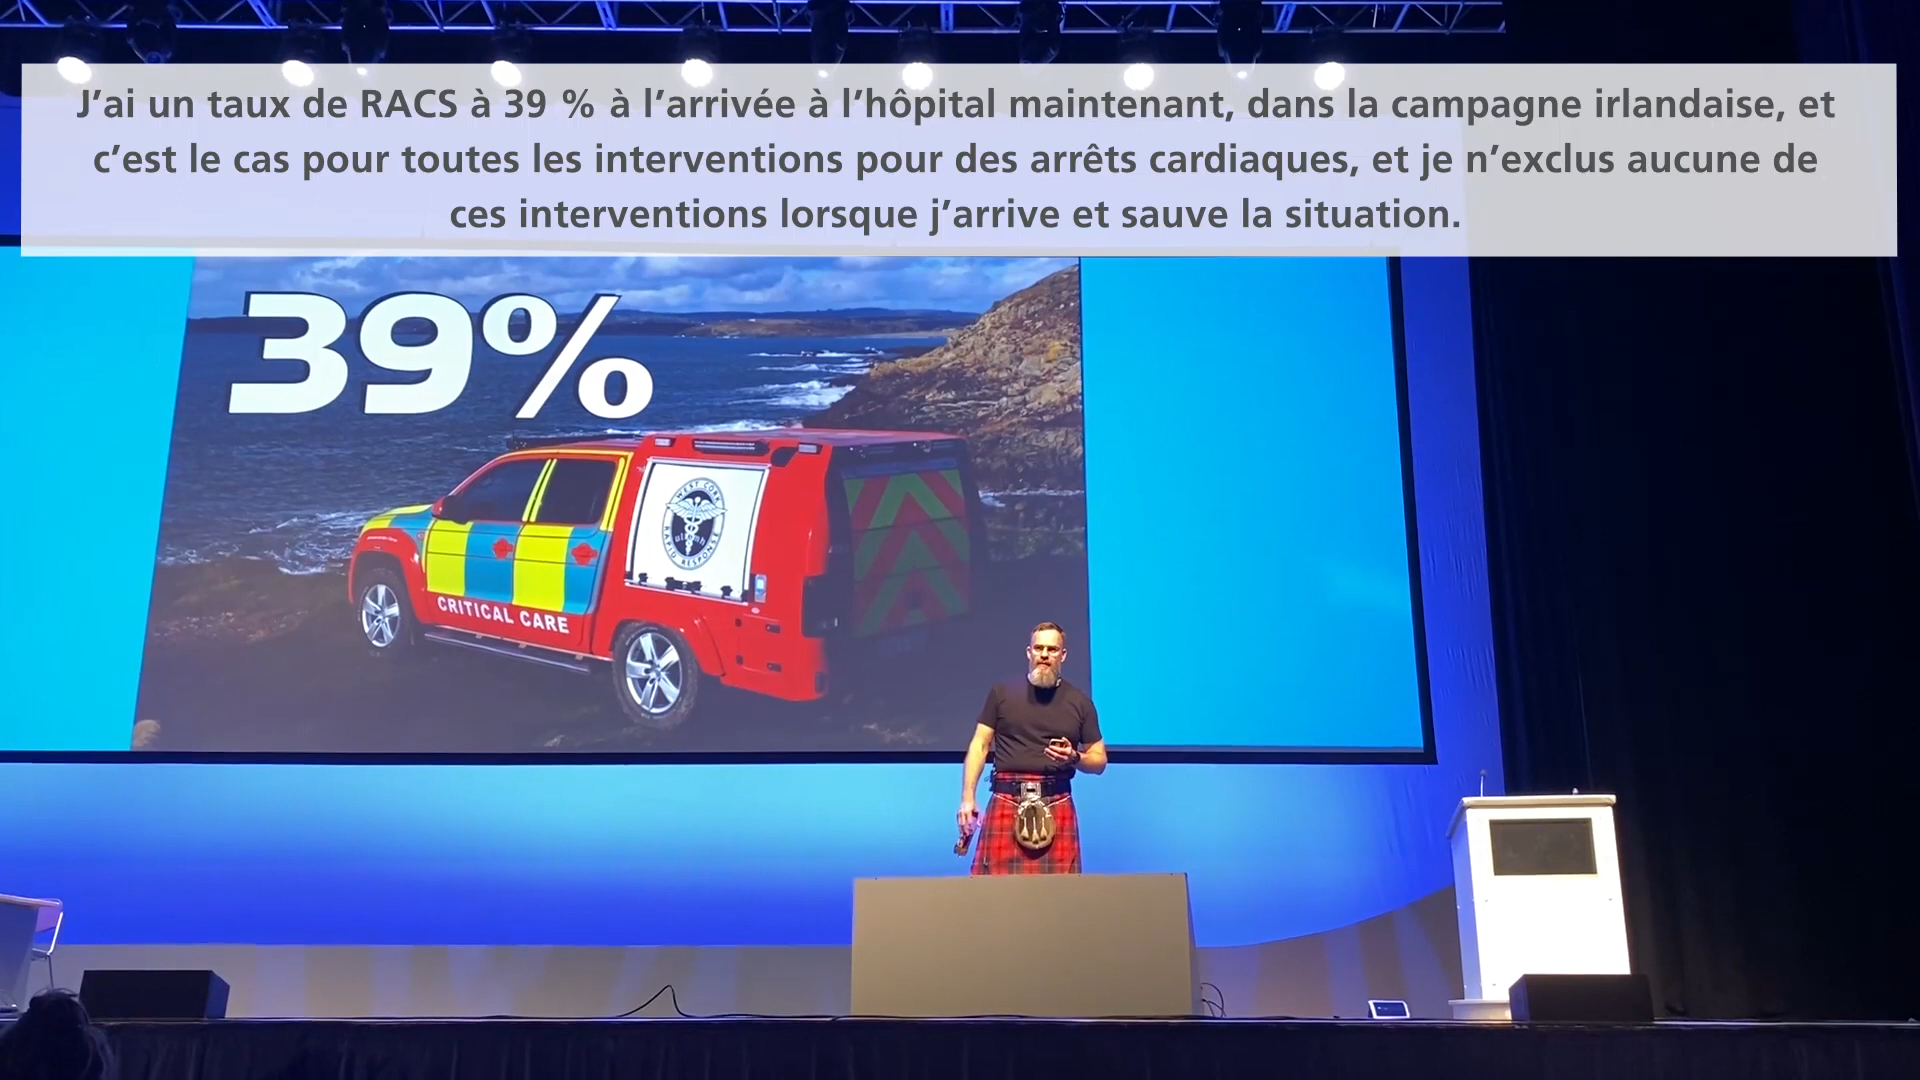 J’ai un taux de RACS à 39 % à l’arrivée à l’hôpital maintenant, dans la campagne irlandaise, et
c’est le cas pour toutes les interventions pour des arrêts cardiaques, et je n’exclus aucune de
ces interventions lorsque j’arrive et sauve la situation.
39%
WEST CORK
RAPID RESPONSE
CRITICAL CARE